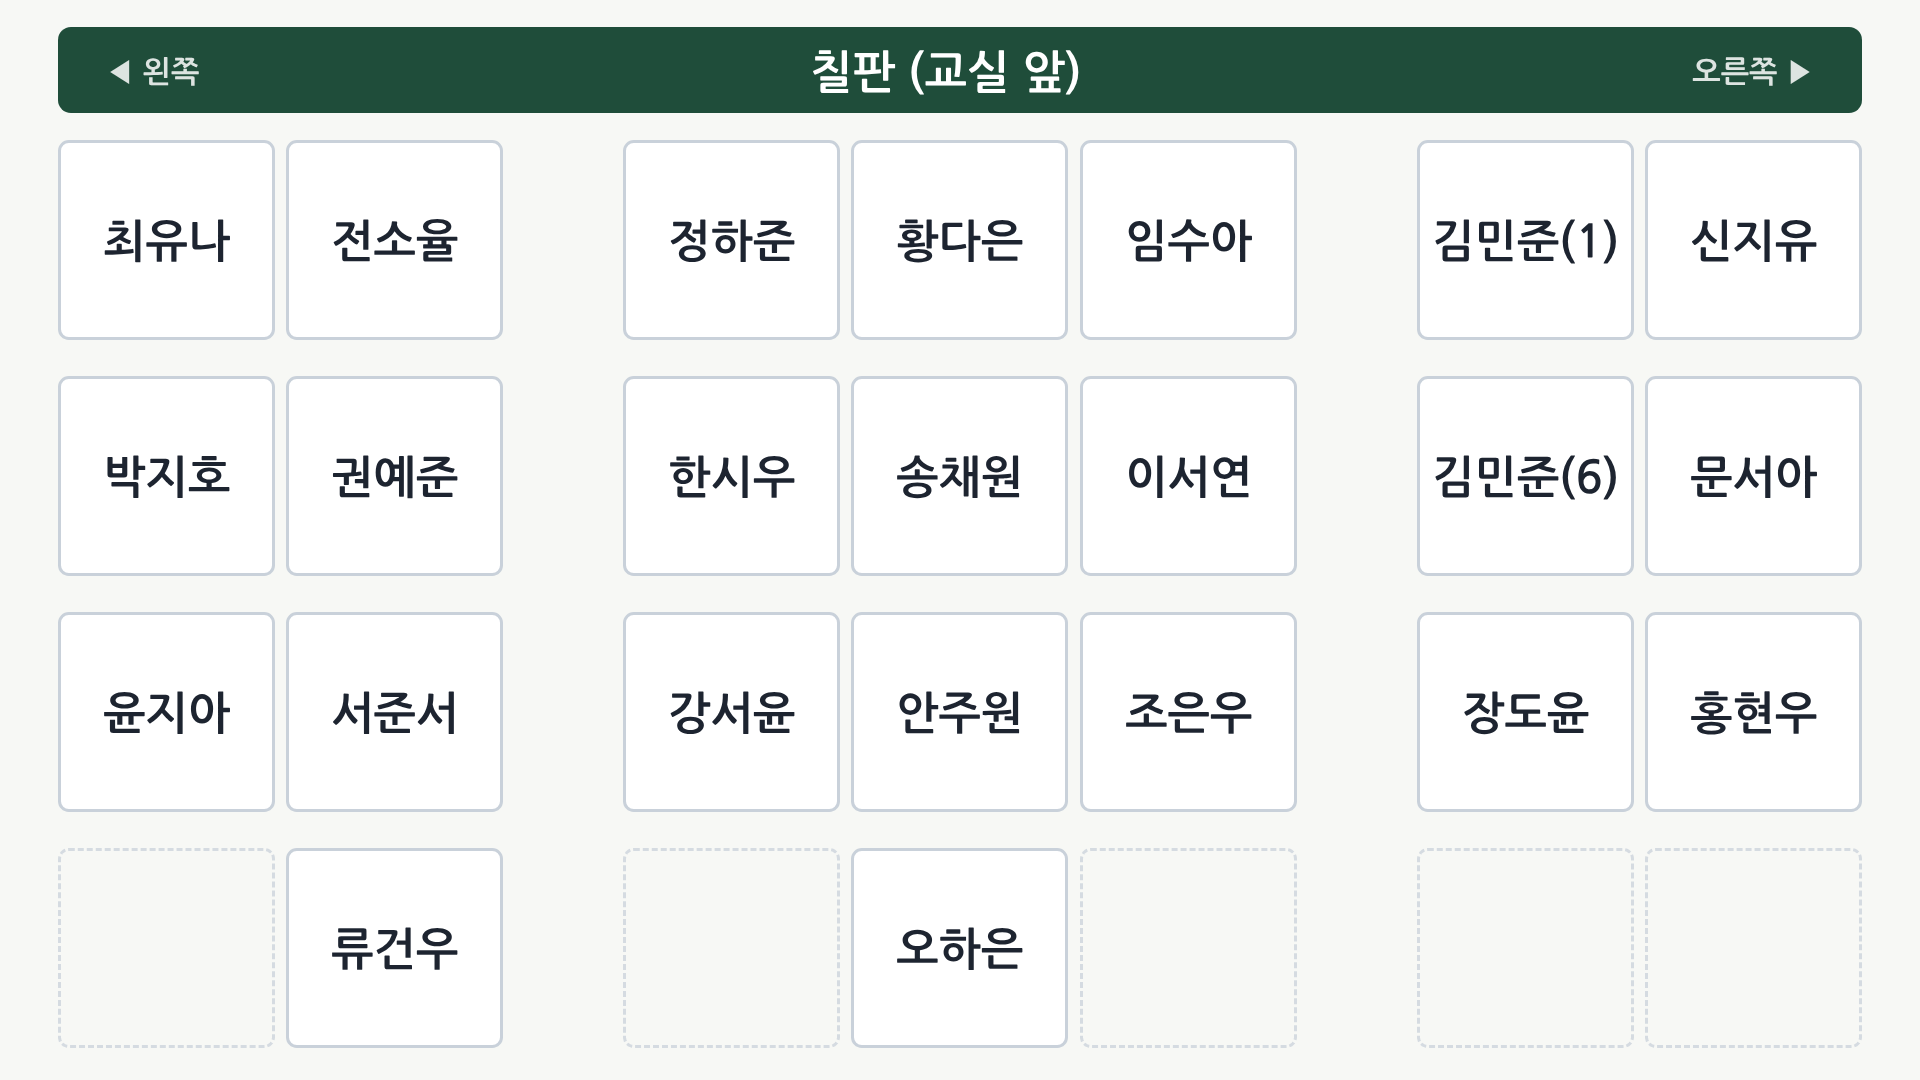 ◀ 왼쪽 칠판 (교실 앞) 오른쪽 ▶
최유나 전소율 정하준 황다은 임수아 김민준(1) 신지유
박지호 권예준 한시우 송채원 이서연 김민준(6) 문서아
윤지아 서준서 강서윤 안주원 조은우 장도윤 홍현우
류건우 오하은